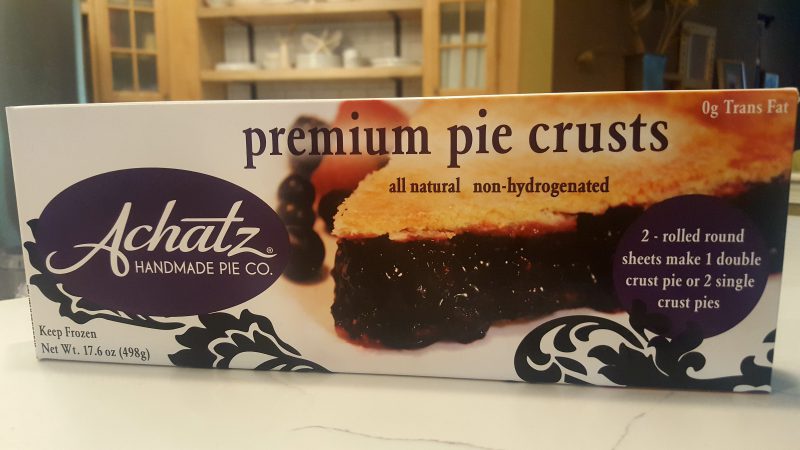 0g Trans Fat
premium pie crusts
all natural non-hydrogenated
Achatz®
HANDMADE PIE CO.
2 - rolled round
sheets make 1 double
crust pie or 2 single
crust pies
Keep Frozen
Net Wt. 17.6 oz (498g)